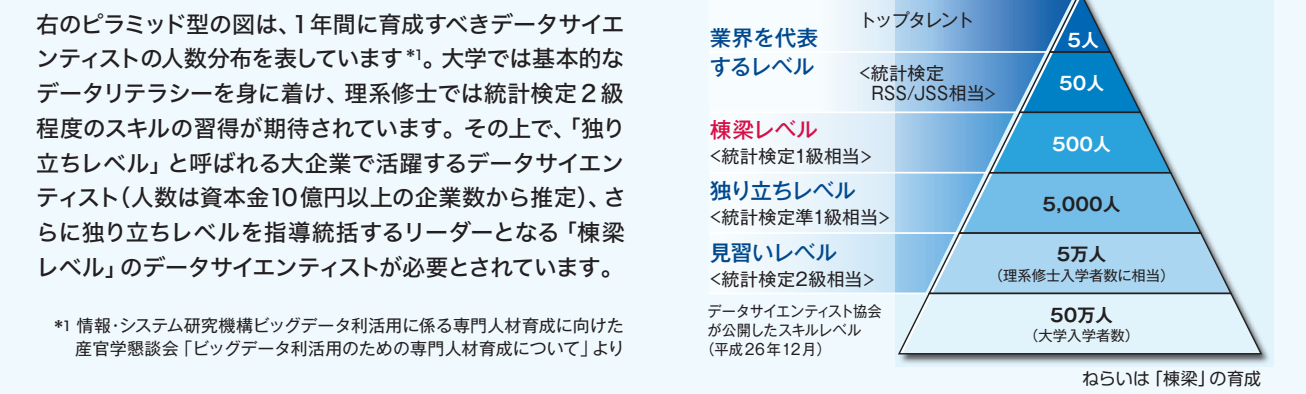 右のピラミッド型の図は、1年間に育成すべきデータサイエ
ンティストの人数分布を表しています*1。大学では基本的な
データリテラシーを身に着け、理系修士では統計検定2級
程度のスキルの習得が期待されています。その上で、「独り
立ちレベル」と呼ばれる大企業で活躍するデータサイエン
ティスト(人数は資本金10億円以上の企業数から推定)、さ
らに独り立ちレベルを指導統括するリーダーとなる「棟梁
レベル」のデータサイエンティストが必要とされています。
*1 情報・システム研究機構ビッグデータ利活用に係る専門人材育成に向けた
産官学懇談会「ビッグデータ利活用のための専門人材育成について」より
トップタレント
5人
業界を代表
するレベル
<統計検定
RSS/JSS相当>
50人
棟梁レベル
<統計検定1級相当>
500人
独り立ちレベル
<統計検定準1級相当>
5,000人
見習いレベル
<統計検定2級相当>
5万人
(理系修士入学者数に相当)
データサイエンティスト協会
が公開したスキルレベル
(平成26年12月)
50万人
(大学入学者数)
ねらいは「棟梁」の育成